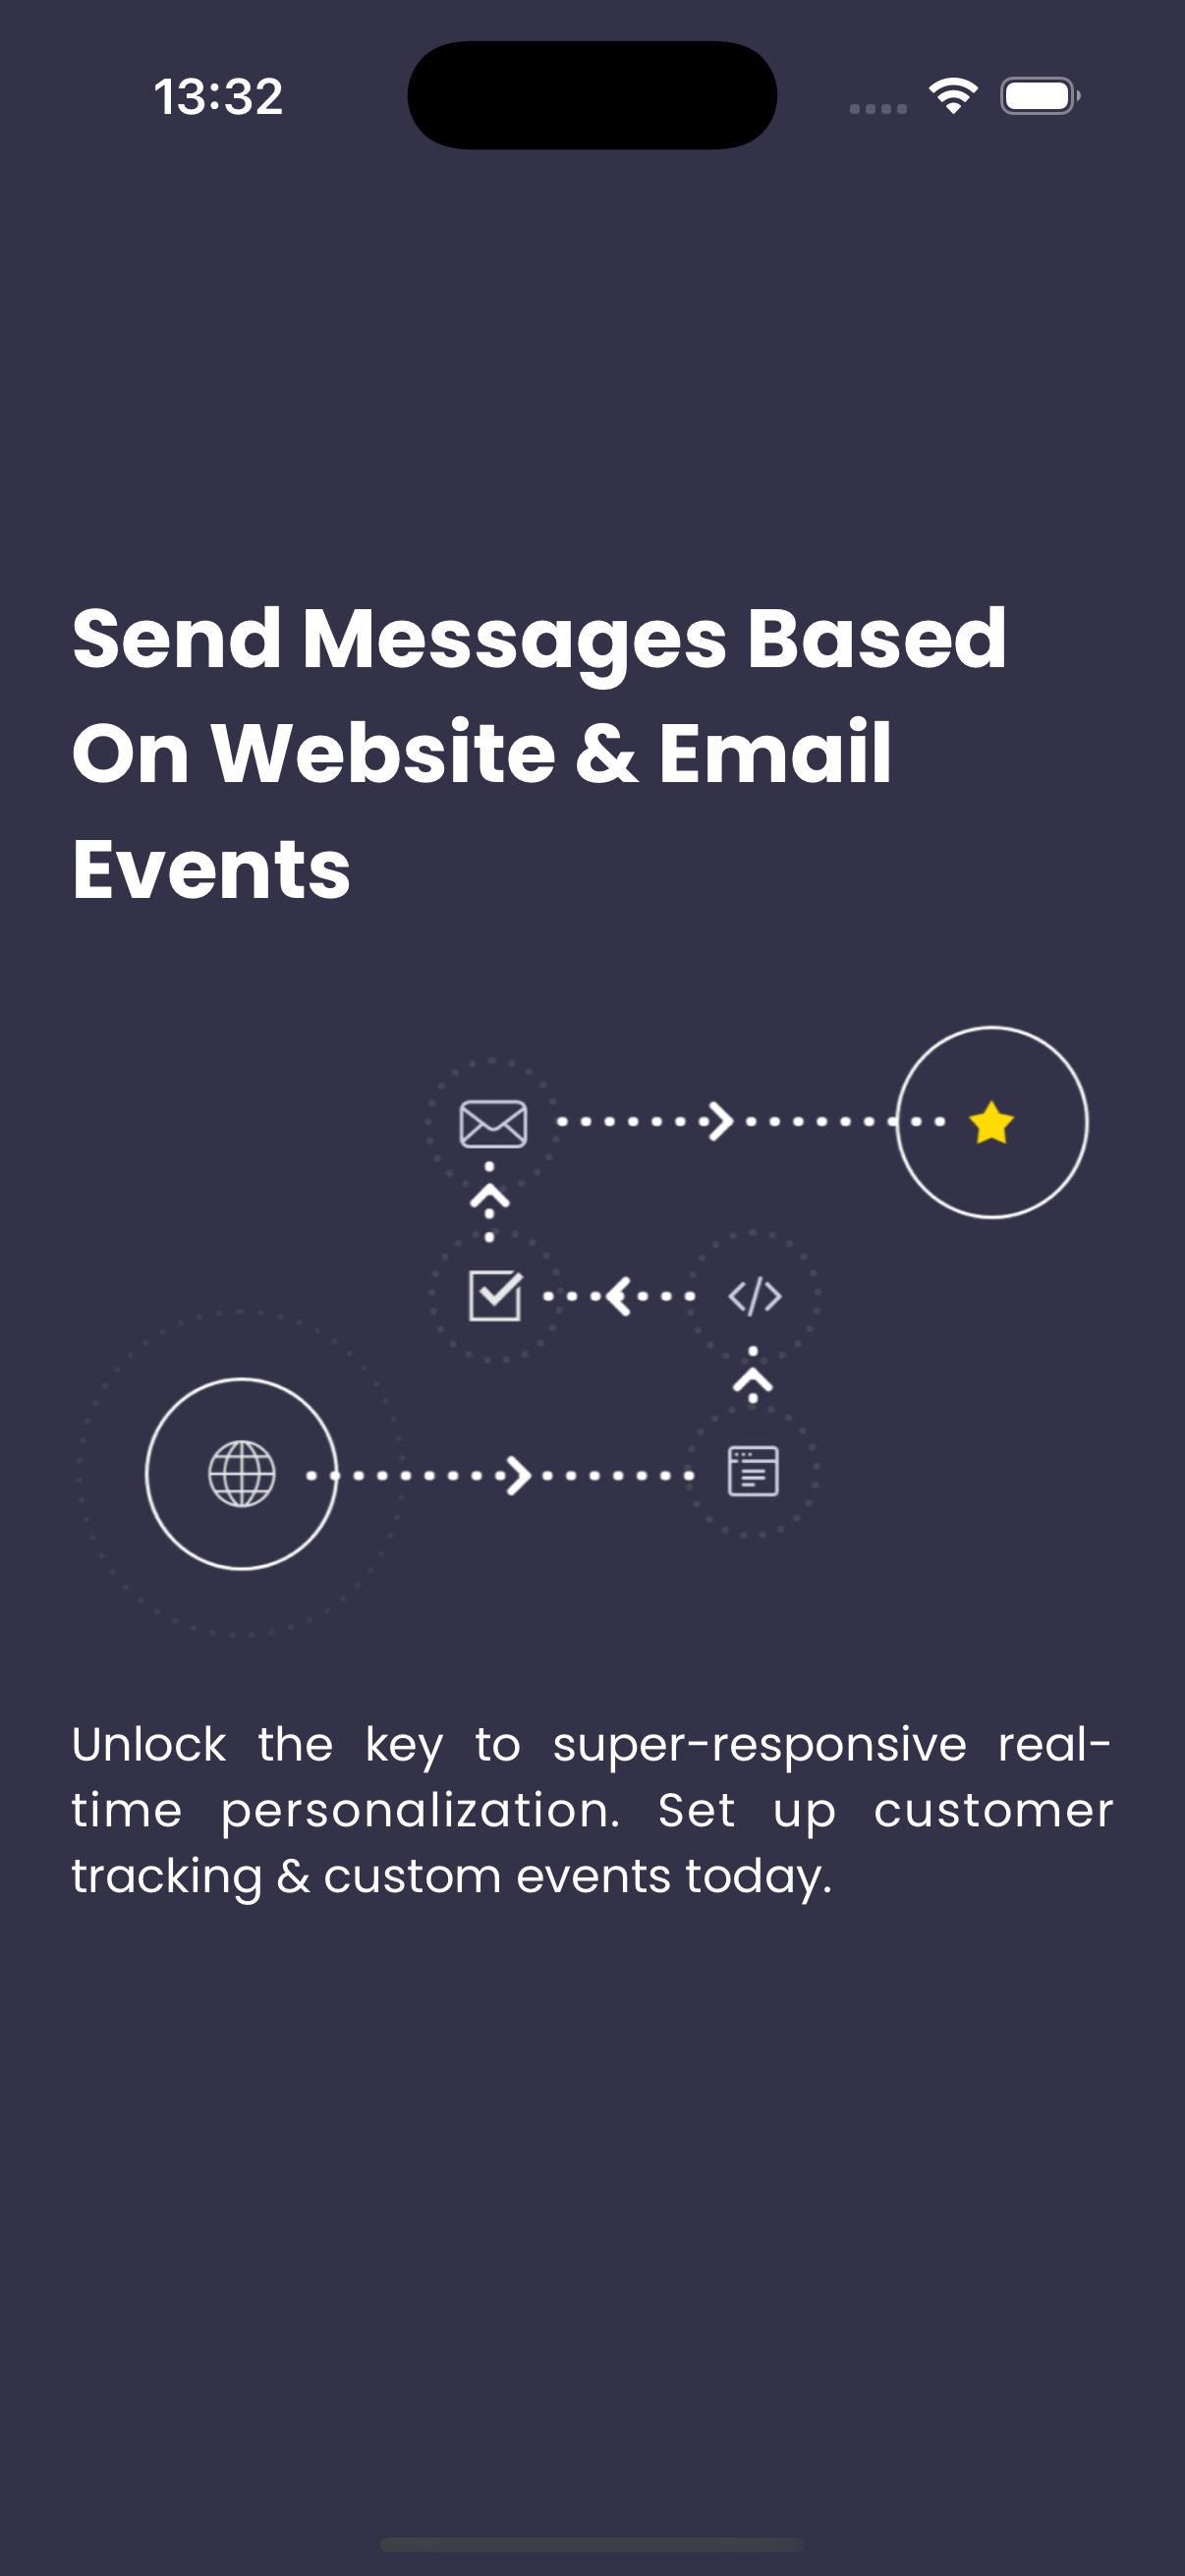 13:32
Send Messages Based
On Website & Email
Events
Unlock the key to super-responsive real-
time personalization. Set up customer
tracking & custom events today.